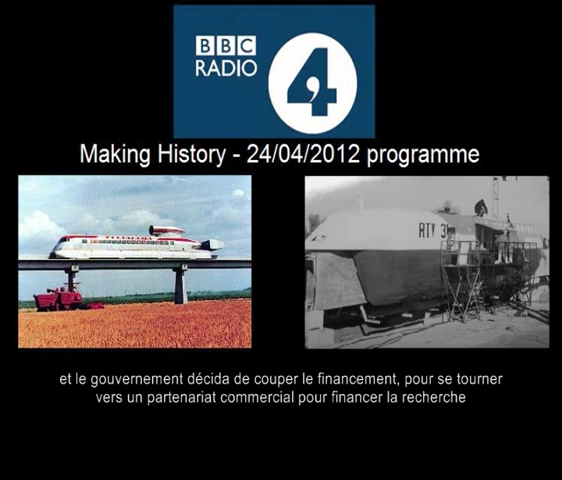 BBC
RADIO
4
Making History - 24/04/2012 programme
RTV 31
et le gouvernement décida de couper le financement, pour se tourner
vers un partenariat commercial pour financer la recherche